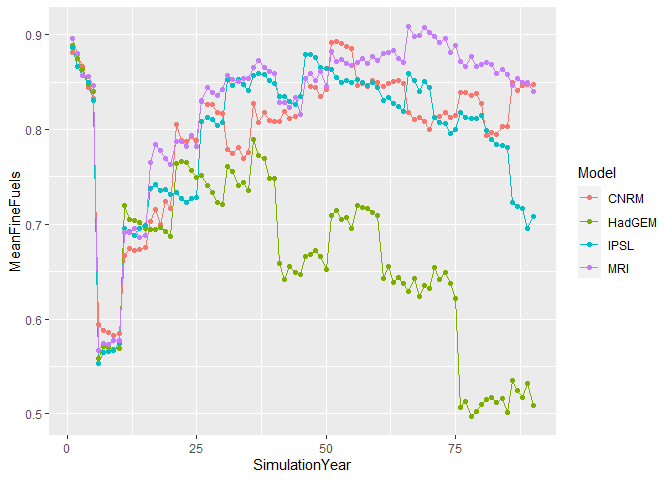 0.9
0.8
0.7
0.6
0.5
MeanFineFuels
0
25
50
75
SimulationYear
Model
CNRM
HadGEM
IPSL
MRI